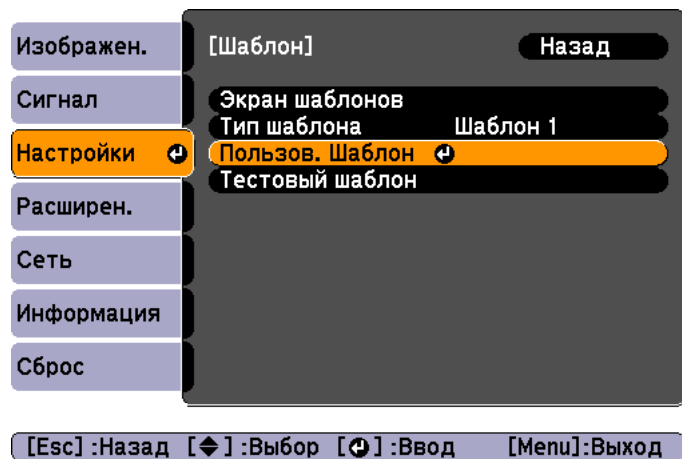 Изображен.
Сигнал
Настройки
Расширен.
Сеть
Информация
Сброс
[Шаблон] Назад
Экран шаблонов
Тип шаблона Шаблон 1
Пользов. Шаблон
Тестовый шаблон
[Esc] :Назад [◆] :Выбор [↵] :Ввод [Menu]:Выход